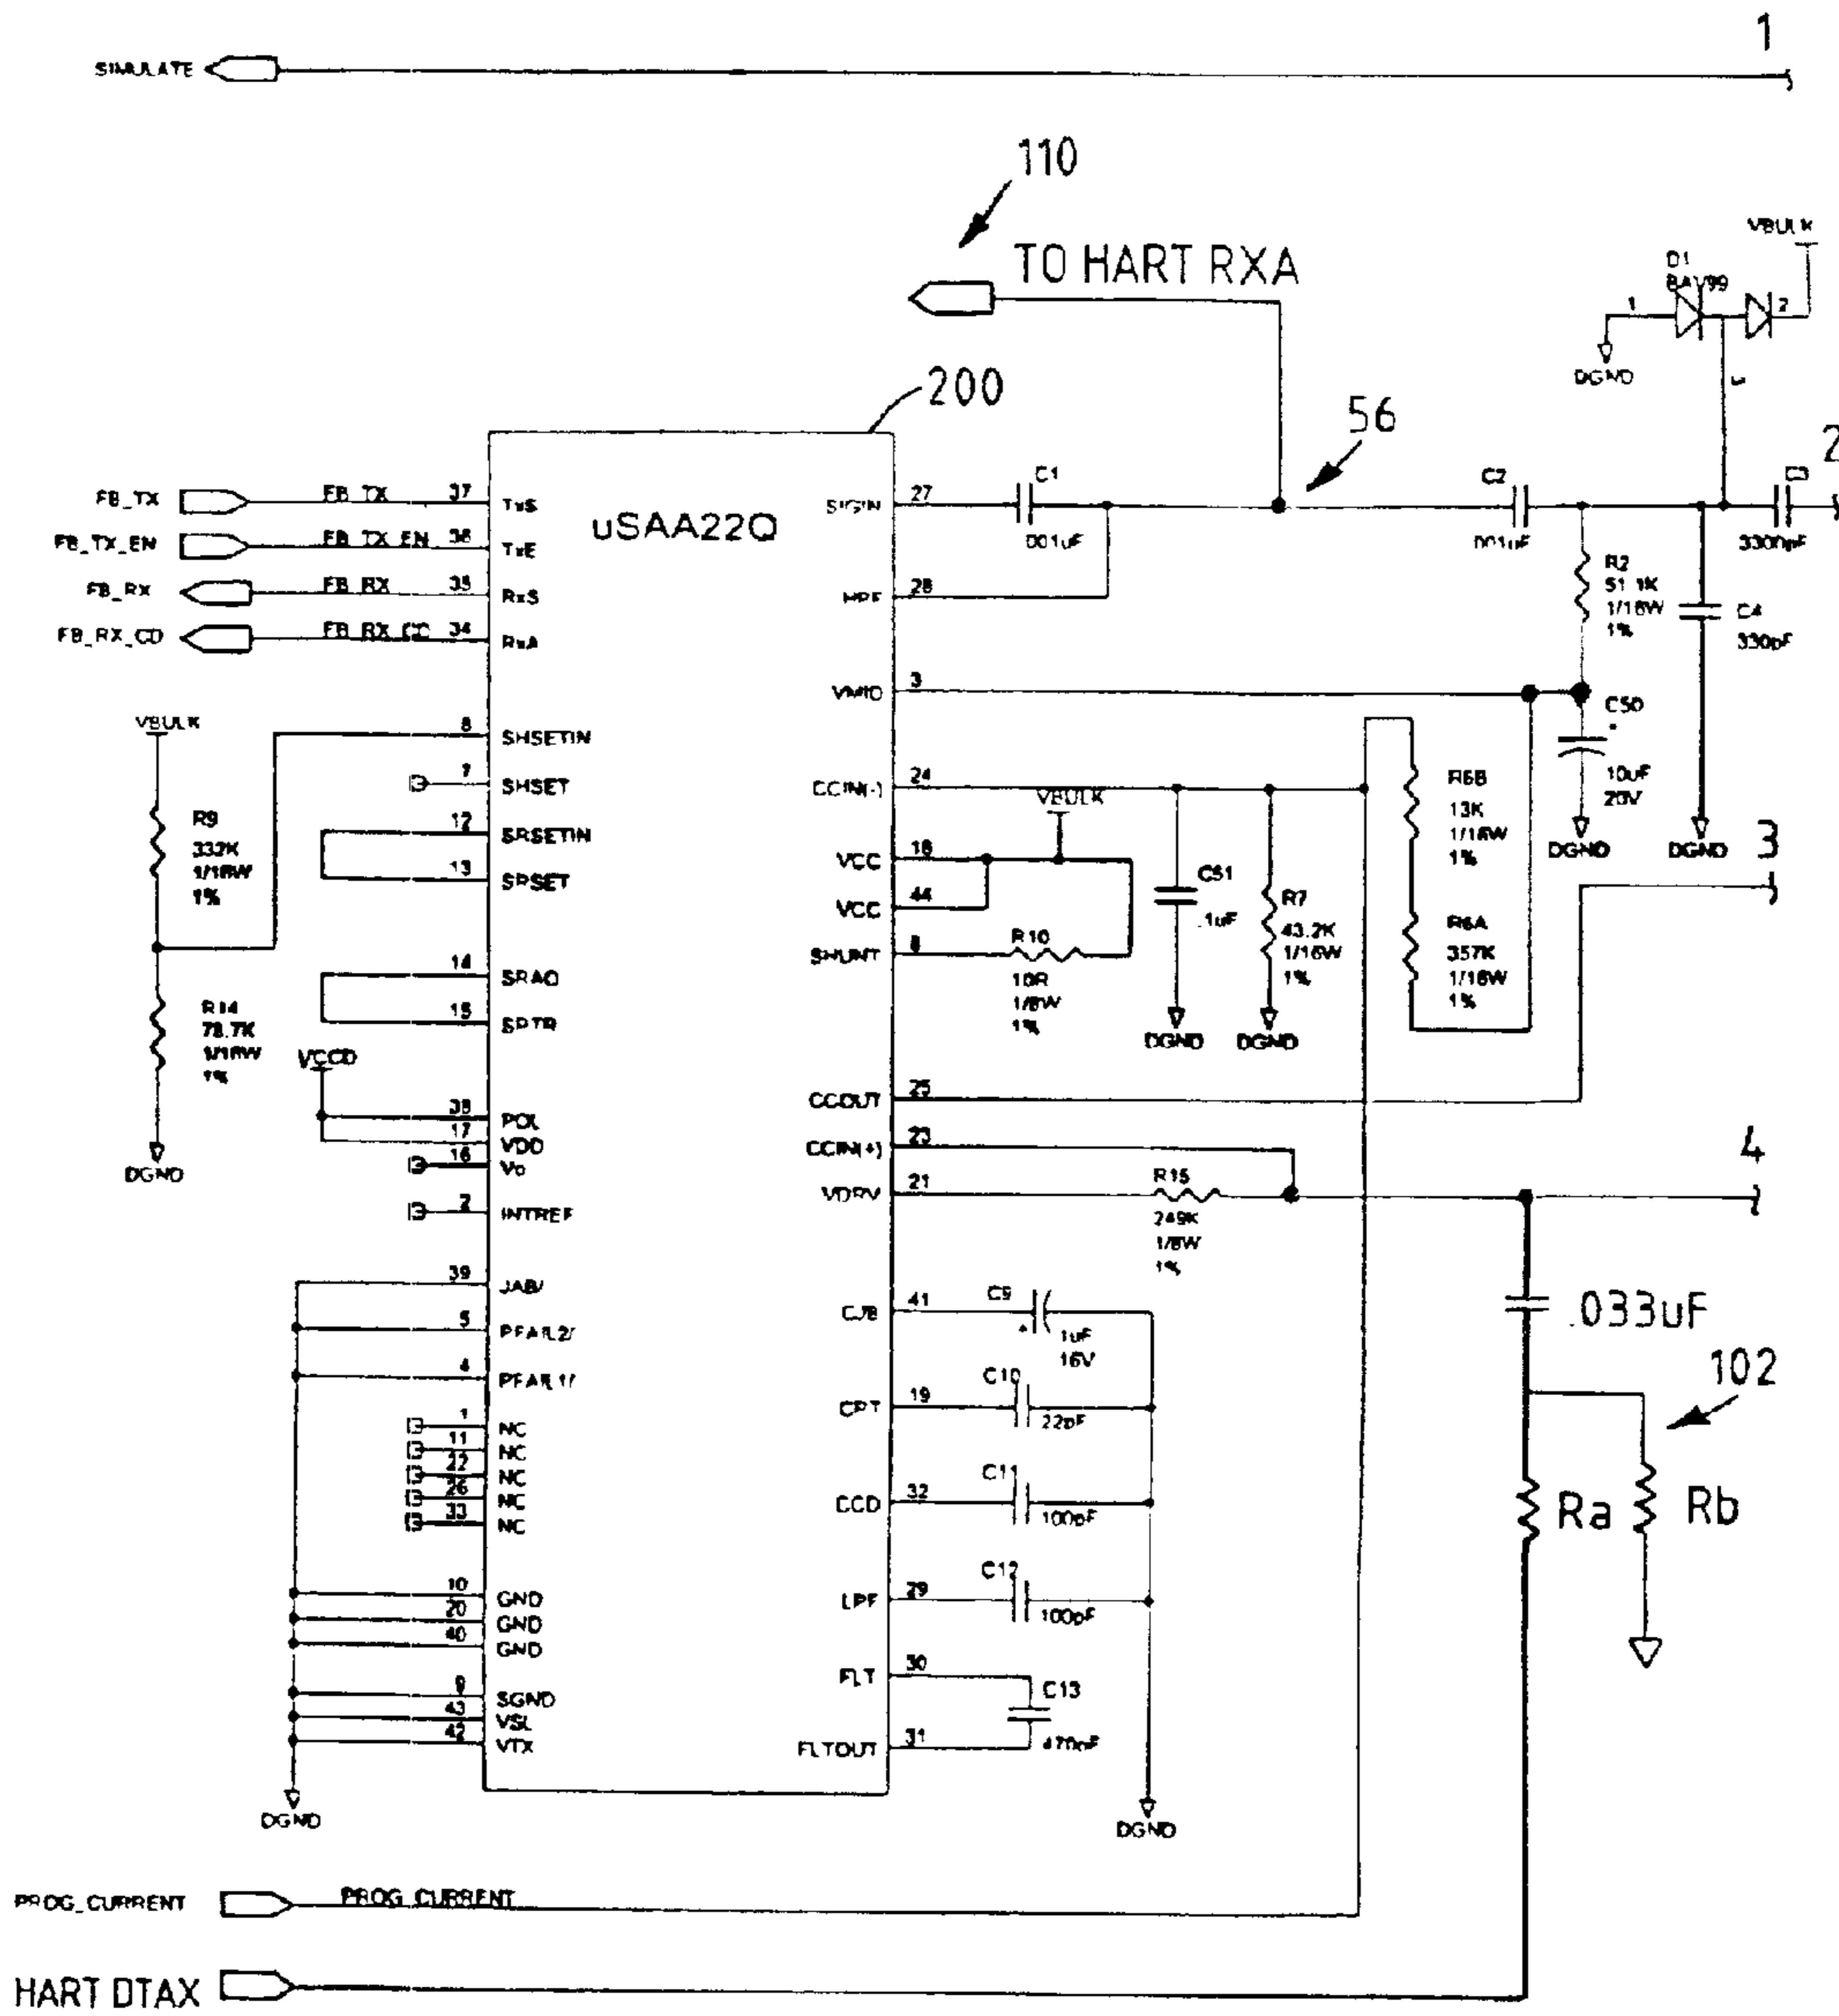 1
SIMULATE
110
TO HART RXA
VBULK
D1
BAV99
1
2
DGND
200
56
2
uSAA22Q
FB_TX
FB_TX
37
TxS
FB_TX_EN
FB_TX_EN
36
TxE
FB_RX
FB_RX
35
RxS
FB_RX_CD
34
RxA
27
SIGIN
C1
.001uF
28
HPF
C2
C3
3300pF
R2
51.1K
1/16W
1%
C4
330pF
VMID
3
C50
10uF
20V
DGND
DGND
3
VBULK
R9
332K
1/16W
1%
SHSETIN
7
SHSET
12
SRSETIN
13
SRSET
14
SRAO
15
SRTR
R14
78.7K
1/16W
1%
DGND
VCCD
38
POL
17
VDD
16
2
INTREF
39
JAB/
5
PFAIL2/
4
PFAIL1/
1
NC
11
NC
22
NC
26
NC
33
NC
10
GND
20
GND
40
GND
9
SGND
43
VSL
42
VTX
DGND
CCIN(-)
24
VBULK
VCC
18
VCC
44
SHUNT
R10
10R
1/8W
1%
C51
.1uF
R7
43.2K
1/16W
1%
DGND
DGND
R6B
13K
1/16W
1%
R6A
357K
1/16W
1%
CCOUT
25
CCIN(+)
23
VDRV
21
R15
249K
1/8W
1%
4
CJB
41
C9
1uF
16V
CPT
19
C10
22pF
32
C11
100pF
LPF
29
C12
100pF
FLT
30
C13
470pF
FLTOUT
31
DGND
.033uF
102
Ra
Rb
PROG_CURRENT
PROG_CURRENT
HART DTAX